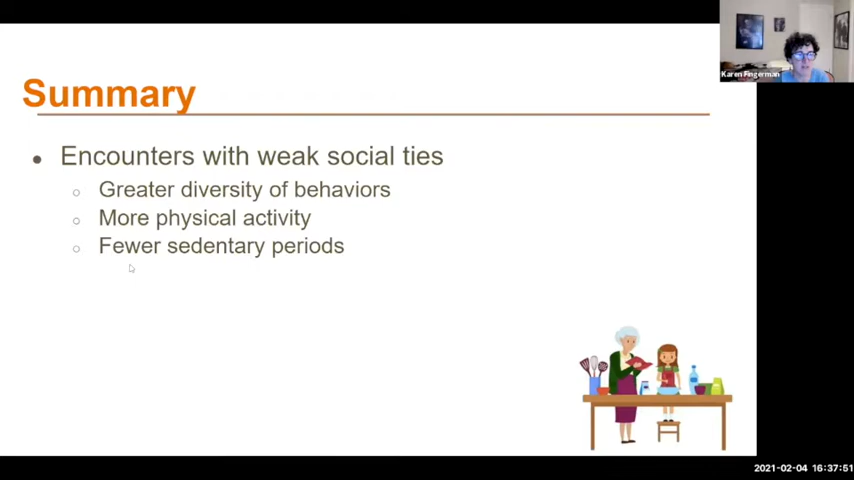 Karen Fingerman
Summary
Encounters with weak social ties
Greater diversity of behaviors
More physical activity
Fewer sedentary periods
2021-02-04 16:37:51